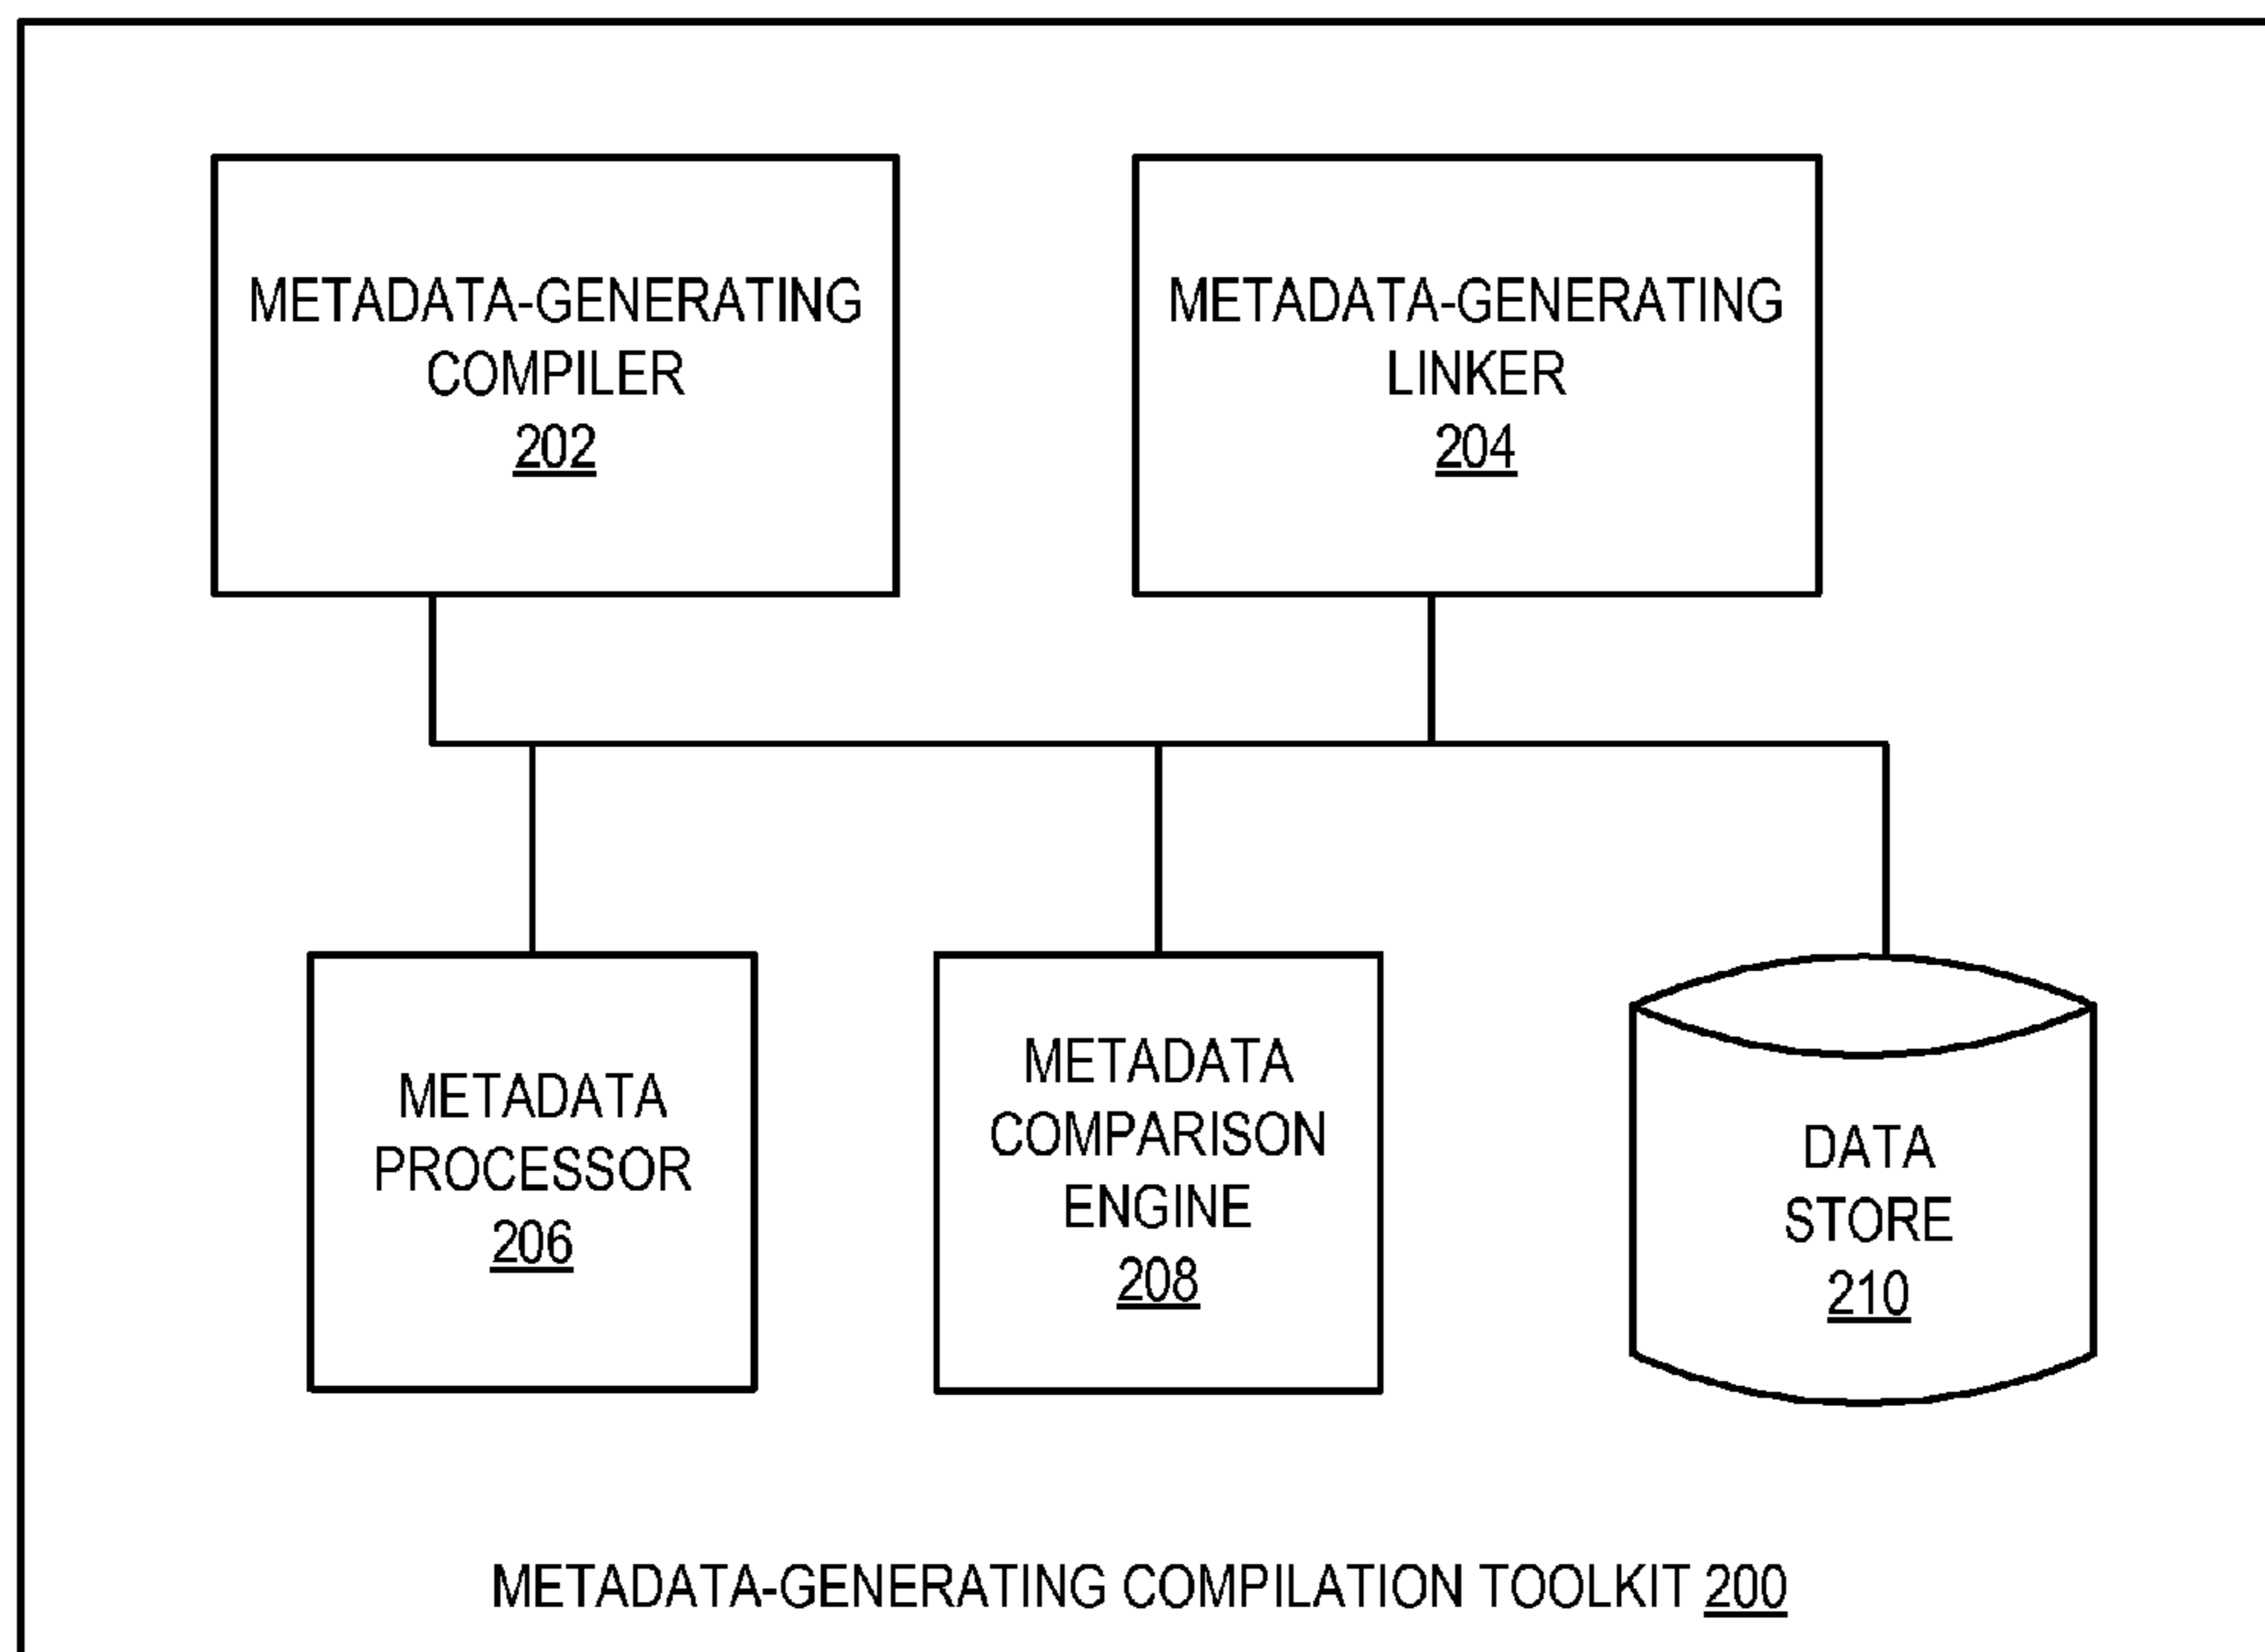 METADATA-GENERATING
COMPILER
202
METADATA-GENERATING
LINKER
204
METADATA
PROCESSOR
206
METADATA
COMPARISON
ENGINE
208
DATA
STORE
210
METADATA-GENERATING COMPILATION TOOLKIT 200